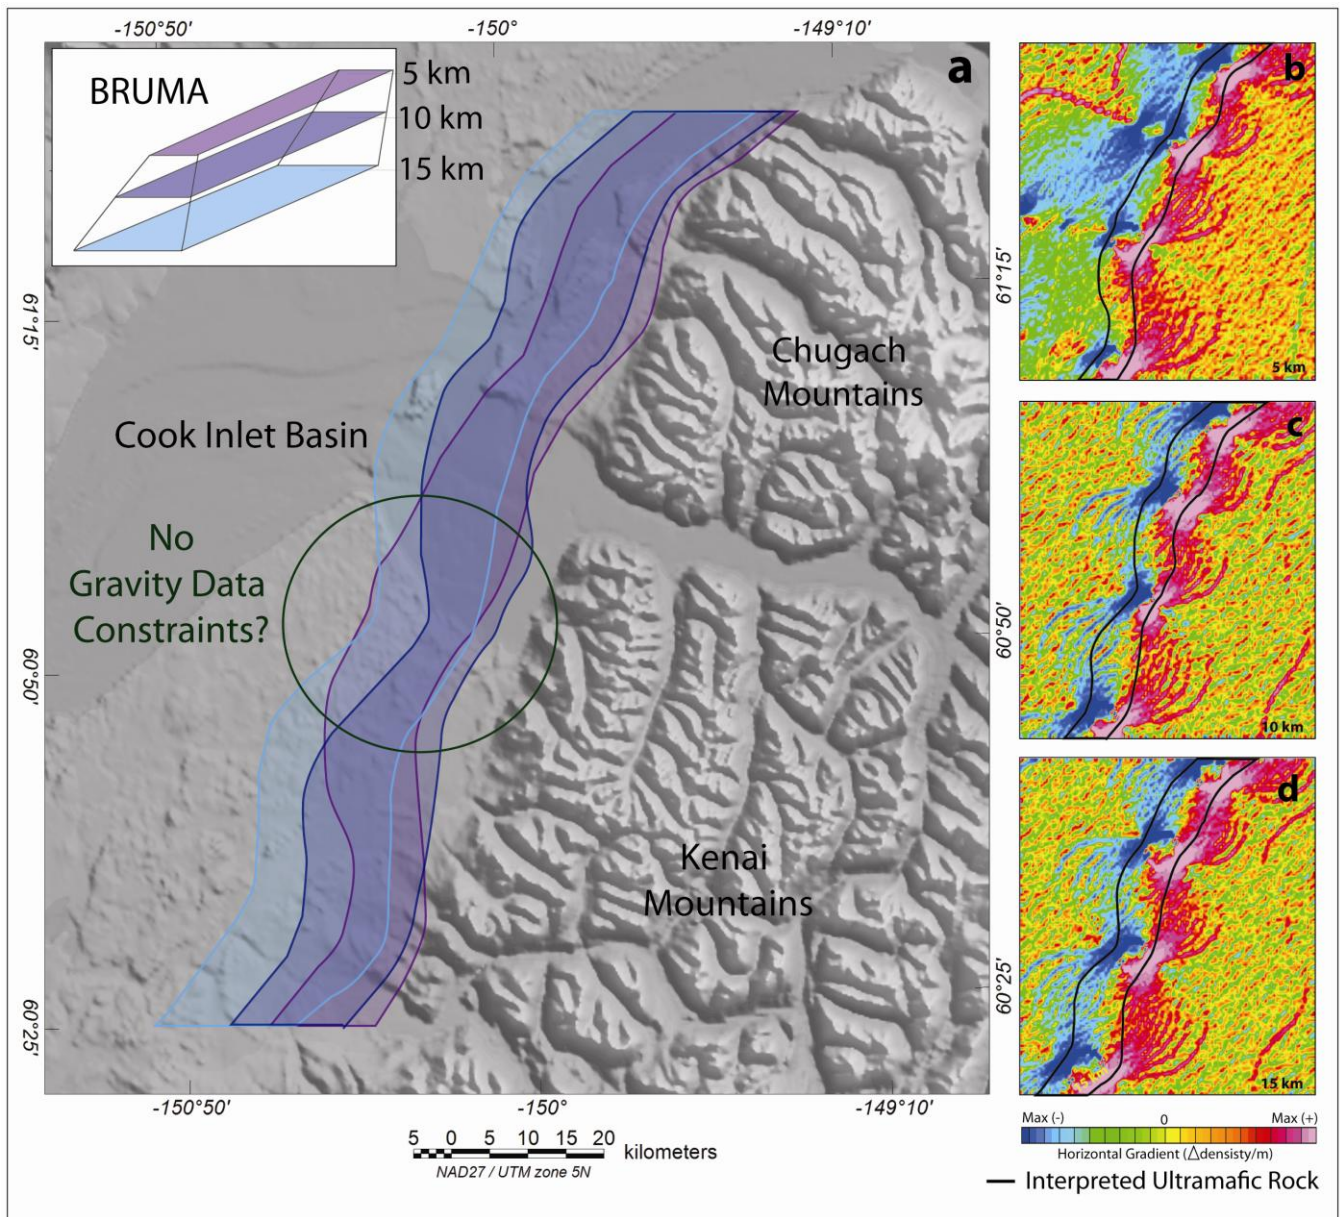 -150°50'
-150°
-149°10'
BRUMA
5 km
10 km
15 km
a
b
61°15'
61°15'
5 km
Chugach
Mountains
Cook Inlet Basin
c
No
Gravity Data
Constraints?
60°50'
60°50'
10 km
d
Kenai
Mountains
60°25'
60°25'
15 km
-150°50'
-150°
-149°10'
Max (-)
0
Max (+)
Horizontal Gradient (△densisty/m)
5 0 5 10 15 20
kilometers
NAD27 / UTM zone 5N
Interpreted Ultramafic Rock